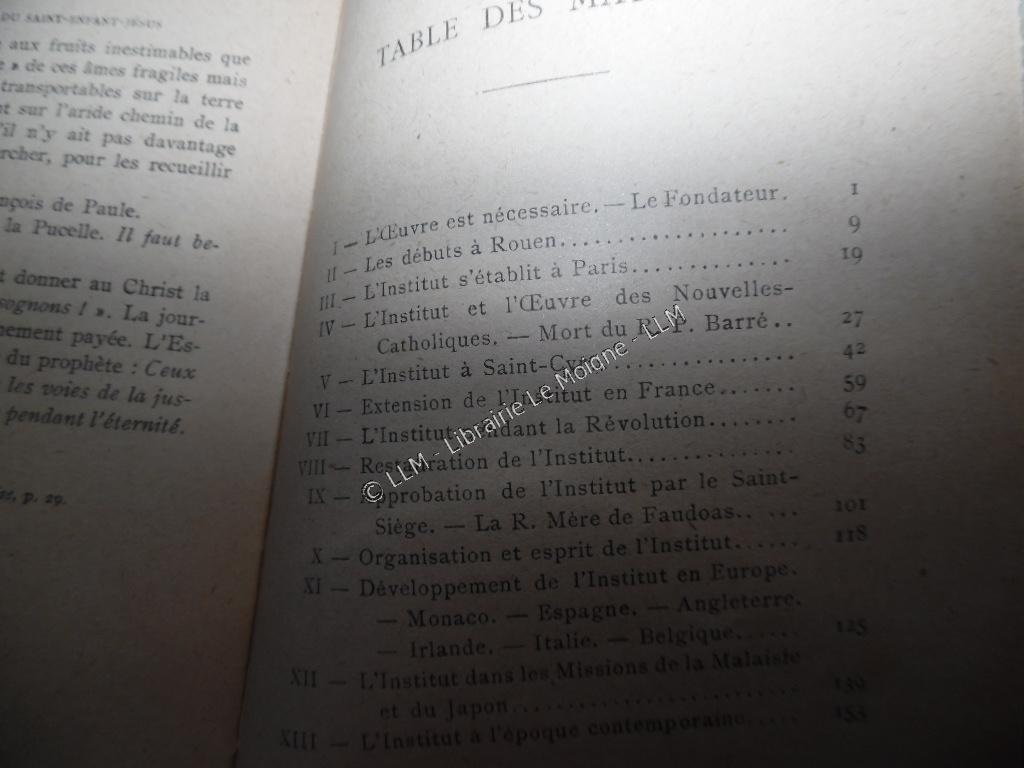 DU SAINT-ENFANT-JÉSUS
aux fruits inestimables que
» de ces âmes fragiles mais
transportables sur la terre
sur l'aride chemin de la
'il n'y ait pas davantage
rcher, pour les recueillir
nçois de Paule.
la Pucelle. Il faut be-
donner au Christ la
sognons ! ». La jour-
nement payée. L'Es-
du prophète : Ceux
les voies de la jus-
pendant l'éternité.
p. 29.
TABLE DES
I — L'Œuvre est nécessaire. — Le Fondateur. 1
II — Les débuts à Rouen.................... 9
III. — L'Institut s'établit à Paris.............. 19
IV — L'Institut et l'Œuvre des Nouvelles-
Catholiques. — Mort du R. P. Barré.. 27
V — L'Institut à Saint-Cyr................ 42
VI — Extension de l'Institut en France....... 59
VII — L'Institut pendant la Révolution........ 67
VIII — Restauration de l'Institut............... 83
IX — Approbation de l'Institut par le Saint-
Siège. — La R. Mère de Faudoas...... 101
X — Organisation et esprit de l'Institut...... 118
XI — Développement de l'Institut en Europe.
— Monaco. — Espagne. — Angleterre.
— Irlande. — Italie. — Belgique...... 125
XII — L'Institut dans les Missions de la Malaisie
et du Japon......................... 139
XIII — L'Institut à l'époque contemporaine..... 153
© LLM - Librairie Le Moigne - LLM